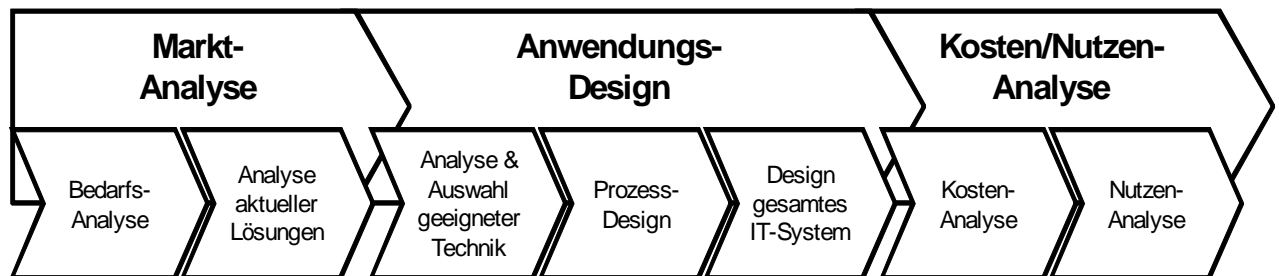 Markt-
Analyse
Anwendungs-
Design
Kosten/Nutzen-
Analyse
Bedarfs-
Analyse
Analyse
aktueller
Lösungen
Analyse &
Auswahl
geeigneter
Technik
Prozess-
Design
Design
gesamtes
IT-System
Kosten-
Analyse
Nutzen-
Analyse